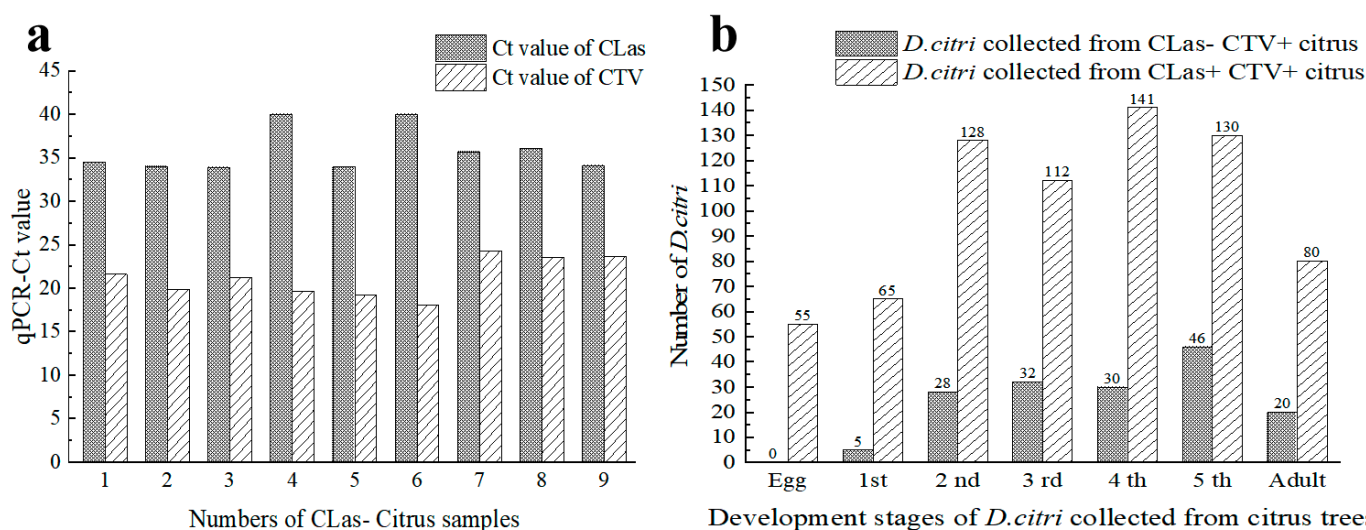 a
Ct value of CLas
Ct value of CTV
45
40
35
30
25
20
15
10
5
0
qPCR-Ct value
1 2 3 4 5 6 7 8 9
Numbers of CLas- Citrus samples
b
D.citri collected from CLas- CTV+ citrus
D.citri collected from CLas+ CTV+ citrus
150
140
130
120
110
100
90
80
70
60
50
40
30
20
10
0
Number of D.citri
0 55 5 65 28 128 32 112 30 141 46 130 20 80
Egg 1st 2 nd 3 rd 4 th 5 th Adult
Development stages of D.citri collected from citrus tree